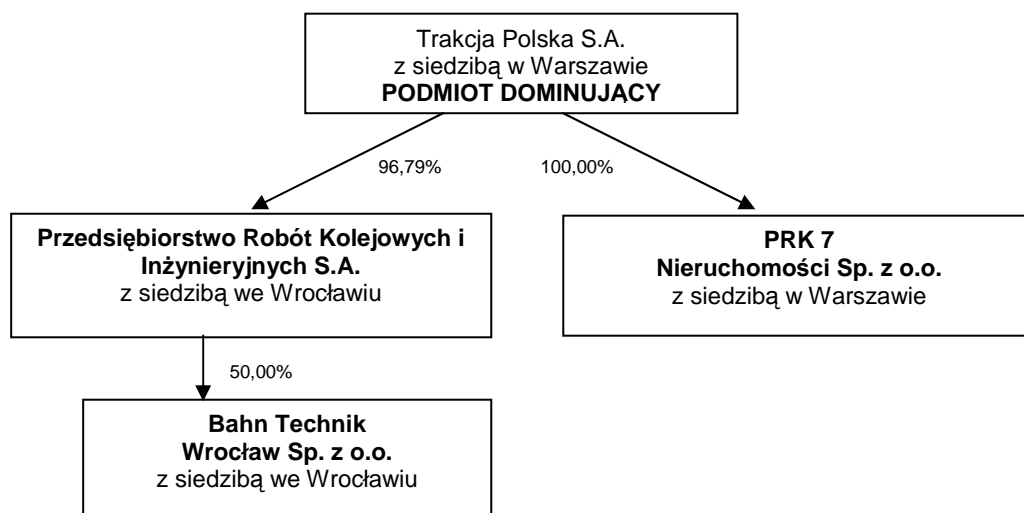 Trakcja Polska S.A.
z siedzibą w Warszawie
PODMIOT DOMINUJĄCY
96,79%
100,00%
Przedsiębiorstwo Robót Kolejowych i
Inżynieryjnych S.A.
z siedzibą we Wrocławiu
PRK 7
Nieruchomości Sp. z o.o.
z siedzibą w Warszawie
50,00%
Bahn Technik
Wrocław Sp. z o.o.
z siedzibą we Wrocławiu